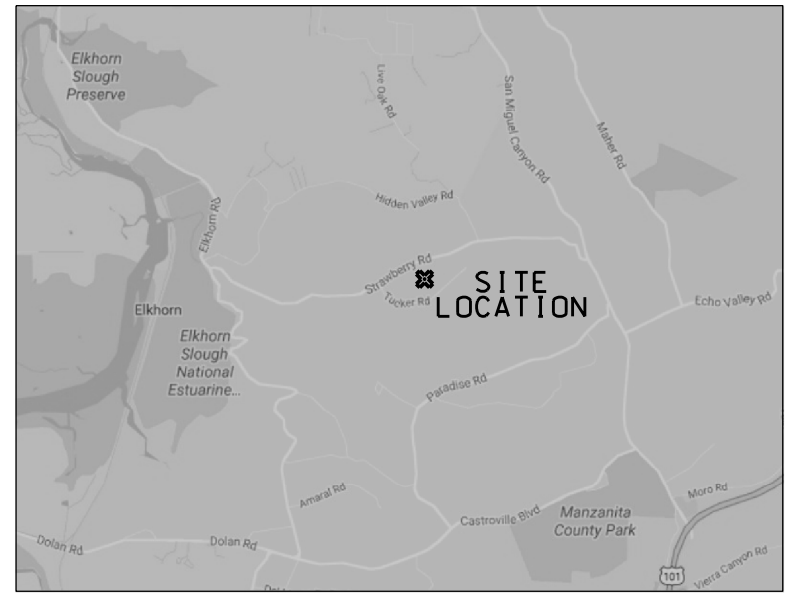 Elkhorn
Slough
Preserve
Live Oak Rd
San Miguel Canyon Rd
Maher Rd
Hidden Valley Rd
Elkhorn Rd
Strawberry Rd
Tucker Rd
SITE
LOCATION
Echo Valley Rd
Elkhorn
Elkhorn
Slough
National
Estuarine...
Paradise Rd
Amaral Rd
Moro Rd
Castroville Blvd
Manzanita
County Park
Dolan Rd
Dolan Rd
101
Vierra Canyon Rd